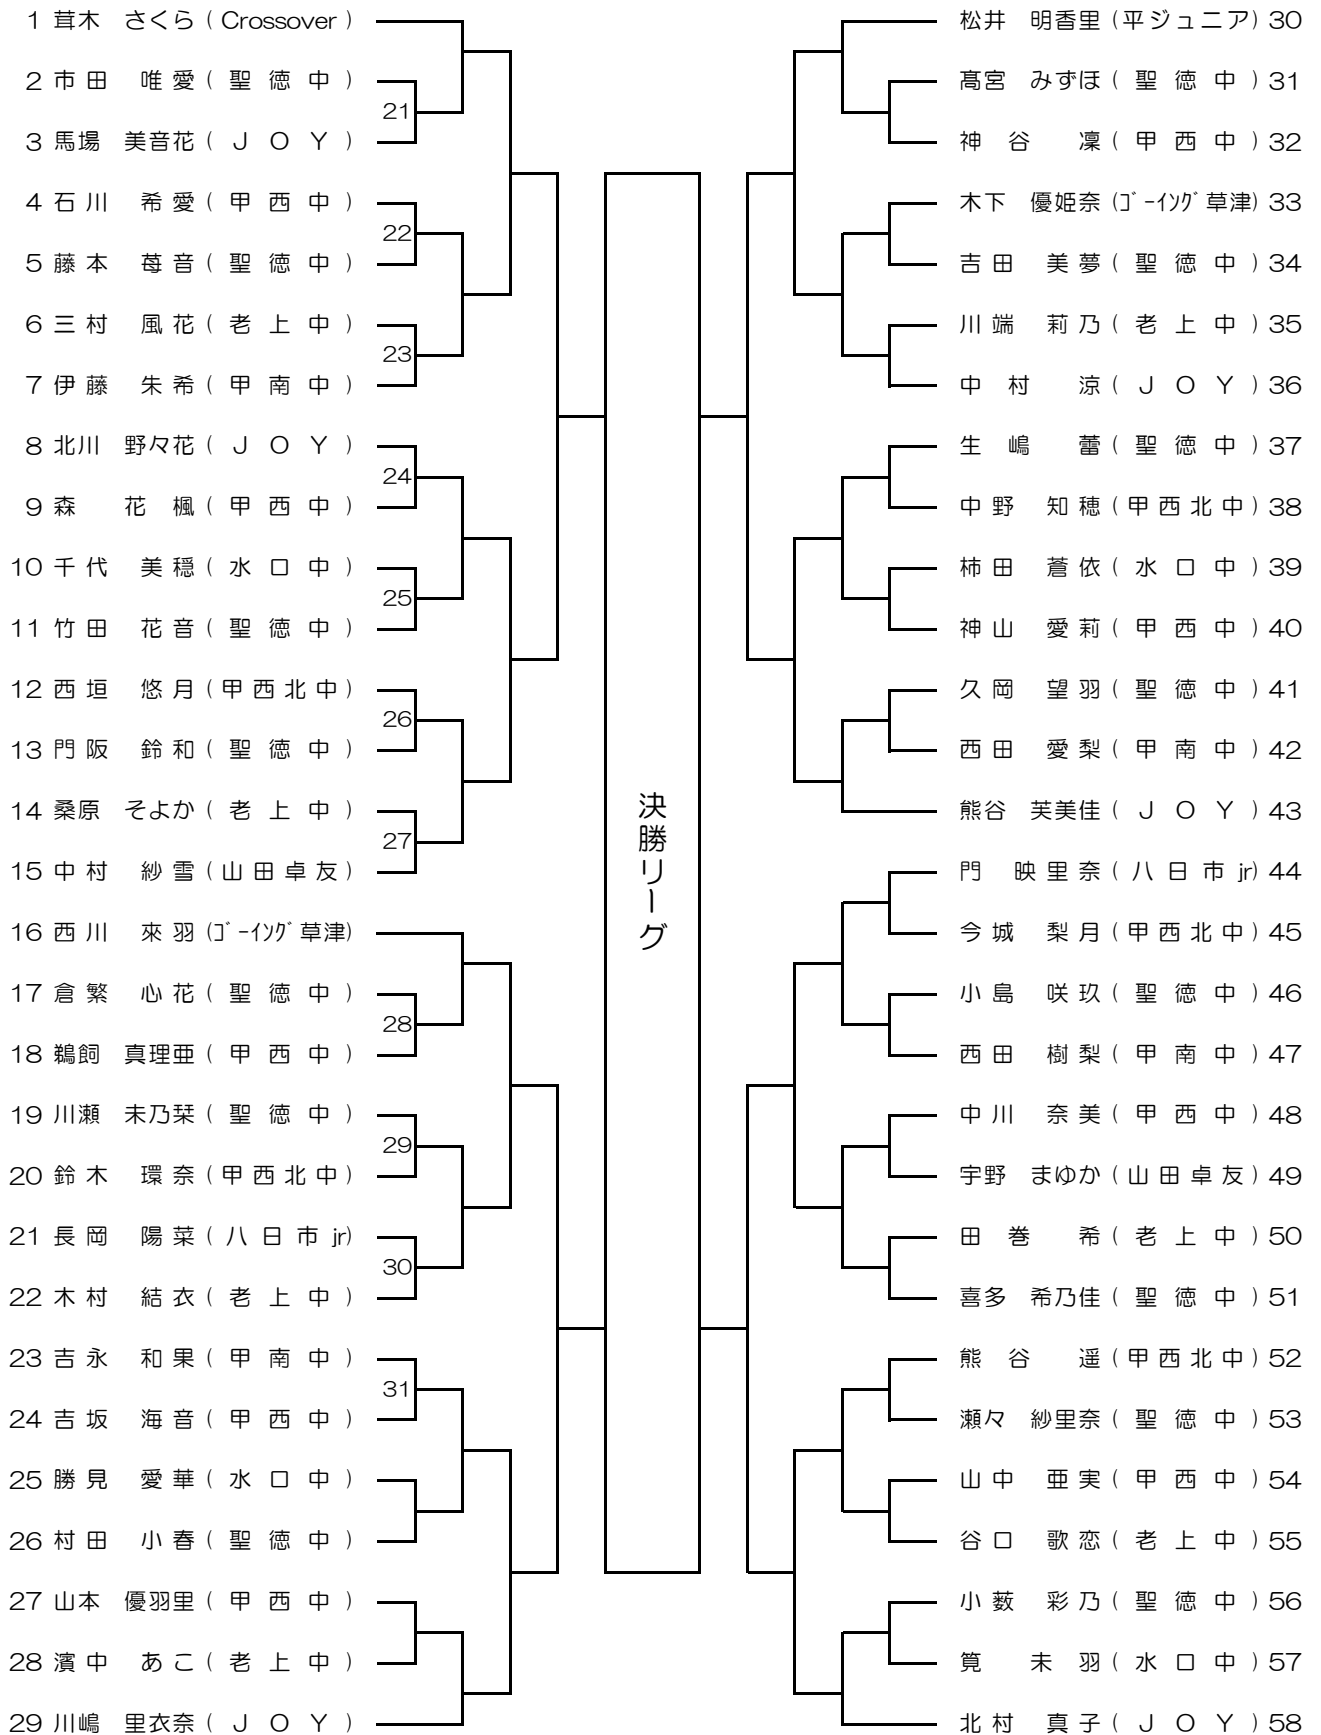 1 茸木 さくら ( Crossover )
2 市田 唯愛 ( 聖徳中 )
21
3 馬場 美音花 ( JOY )
4 石川 希愛 ( 甲西中 )
22
5 藤本 苺音 ( 聖徳中 )
6 三村 風花 ( 老上中 )
23
7 伊藤 朱希 ( 甲南中 )
8 北川 野々花 ( JOY )
24
9 森 花楓 ( 甲西中 )
10 千代 美穏 ( 水口中 )
25
11 竹田 花音 ( 聖徳中 )
12 西垣 悠月 ( 甲西北中 )
26
13 門阪 鈴和 ( 聖徳中 )
14 桑原 そよか ( 老上中 )
27
15 中村 紗雪 ( 山田卓友 )
16 西川 來羽 (ｺﾞｰｲﾝｸﾞ草津)
17 倉繁 心花 ( 聖徳中 )
28
18 鵜飼 真理亜 ( 甲西中 )
19 川瀬 未乃栞 ( 聖徳中 )
29
20 鈴木 環奈 ( 甲西北中 )
21 長岡 陽菜 ( 八日市jr)
30
22 木村 結衣 ( 老上中 )
23 吉永 和果 ( 甲南中 )
31
24 吉坂 海音 ( 甲西中 )
25 勝見 愛華 ( 水口中 )
26 村田 小春 ( 聖徳中 )
27 山本 優羽里 ( 甲西中 )
28 濱中 あこ ( 老上中 )
29 川嶋 里衣奈 ( JOY )
決勝リーグ
松井 明香里 (平ジュニア) 30
髙宮 みずほ ( 聖徳中 ) 31
神谷 凜 ( 甲西中 ) 32
木下 優姫奈 (ｺﾞｰｲﾝｸﾞ草津) 33
吉田 美夢 ( 聖徳中 ) 34
川端 莉乃 ( 老上中 ) 35
中村 涼 ( JOY ) 36
生嶋 蕾 ( 聖徳中 ) 37
中野 知穂 ( 甲西北中 ) 38
柿田 蒼依 ( 水口中 ) 39
神山 愛莉 ( 甲西中 ) 40
久岡 望羽 ( 聖徳中 ) 41
西田 愛梨 ( 甲南中 ) 42
熊谷 芙美佳 ( JOY ) 43
門 映里奈 ( 八日市jr) 44
今城 梨月 ( 甲西北中 ) 45
小島 咲玖 ( 聖徳中 ) 46
西田 樹梨 ( 甲南中 ) 47
中川 奈美 ( 甲西中 ) 48
宇野 まゆか ( 山田卓友 ) 49
田巻 希 ( 老上中 ) 50
喜多 希乃佳 ( 聖徳中 ) 51
熊谷 遥 ( 甲西北中 ) 52
瀬々 紗里奈 ( 聖徳中 ) 53
山中 亜実 ( 甲西中 ) 54
谷口 歌恋 ( 老上中 ) 55
小薮 彩乃 ( 聖徳中 ) 56
筧 未羽 ( 水口中 ) 57
北村 真子 ( JOY ) 58